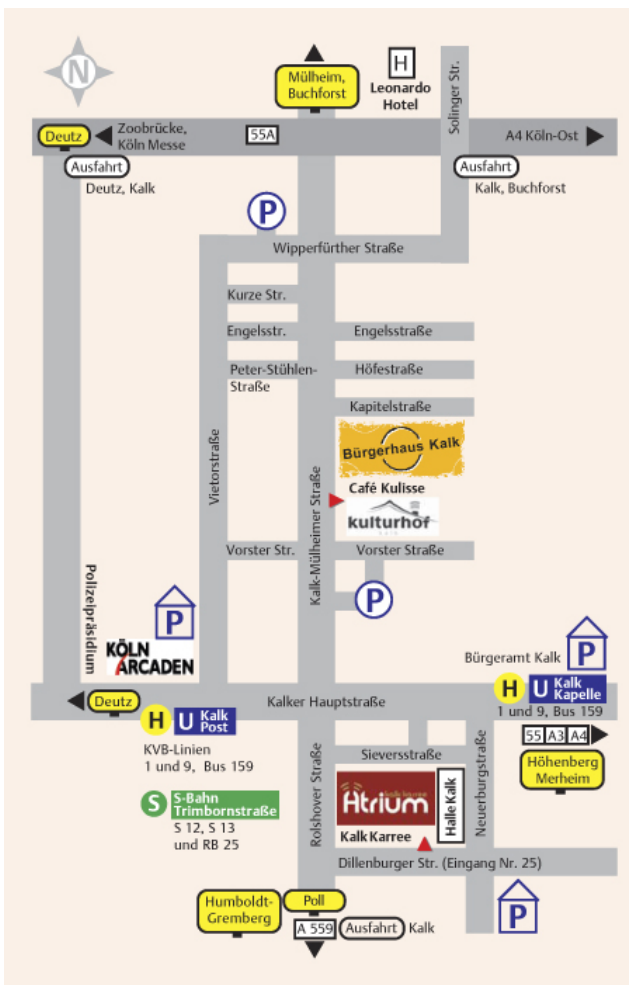 N
Mülheim,
Buchforst
H
Leonardo
Hotel
Solinger Str.
Deutz
Zoobrücke,
Köln Messe
55A
A4 Köln-Ost
Ausfahrt
Deutz, Kalk
Ausfahrt
Kalk, Buchforst
P
Wipperfürther Straße
Kurze Str.
Engelsstr.
Engelsstraße
Peter-Stühlen-
Straße
Höfestraße
Kapitelstraße
Bürgerhaus Kalk
Vietorstraße
Kalk-Mülheimer Straße
Café Kulisse
kulturhof
Vorster Str.
Vorster Straße
Polizeipräsidium
P
P
KÖLN
ARCADEN
Bürgeramt Kalk
P
Deutz
Kalker Hauptstraße
H
U
Kalk
Kapelle
1 und 9, Bus 159
H
U
Kalk
Post
KVB-Linien
1 und 9, Bus 159
55
A3
A4
Höhenberg
Merheim
Sieversstraße
Rolshover Straße
Neuerburgstraße
S
S-Bahn
Trimbornstraße
S 12, S 13
und RB 25
kalk karree
Atrium
Halle Kalk
Kalk Karree
Dillenburger Str. (Eingang Nr. 25)
Humboldt-
Gremberg
Poll
P
A 559
Ausfahrt
Kalk